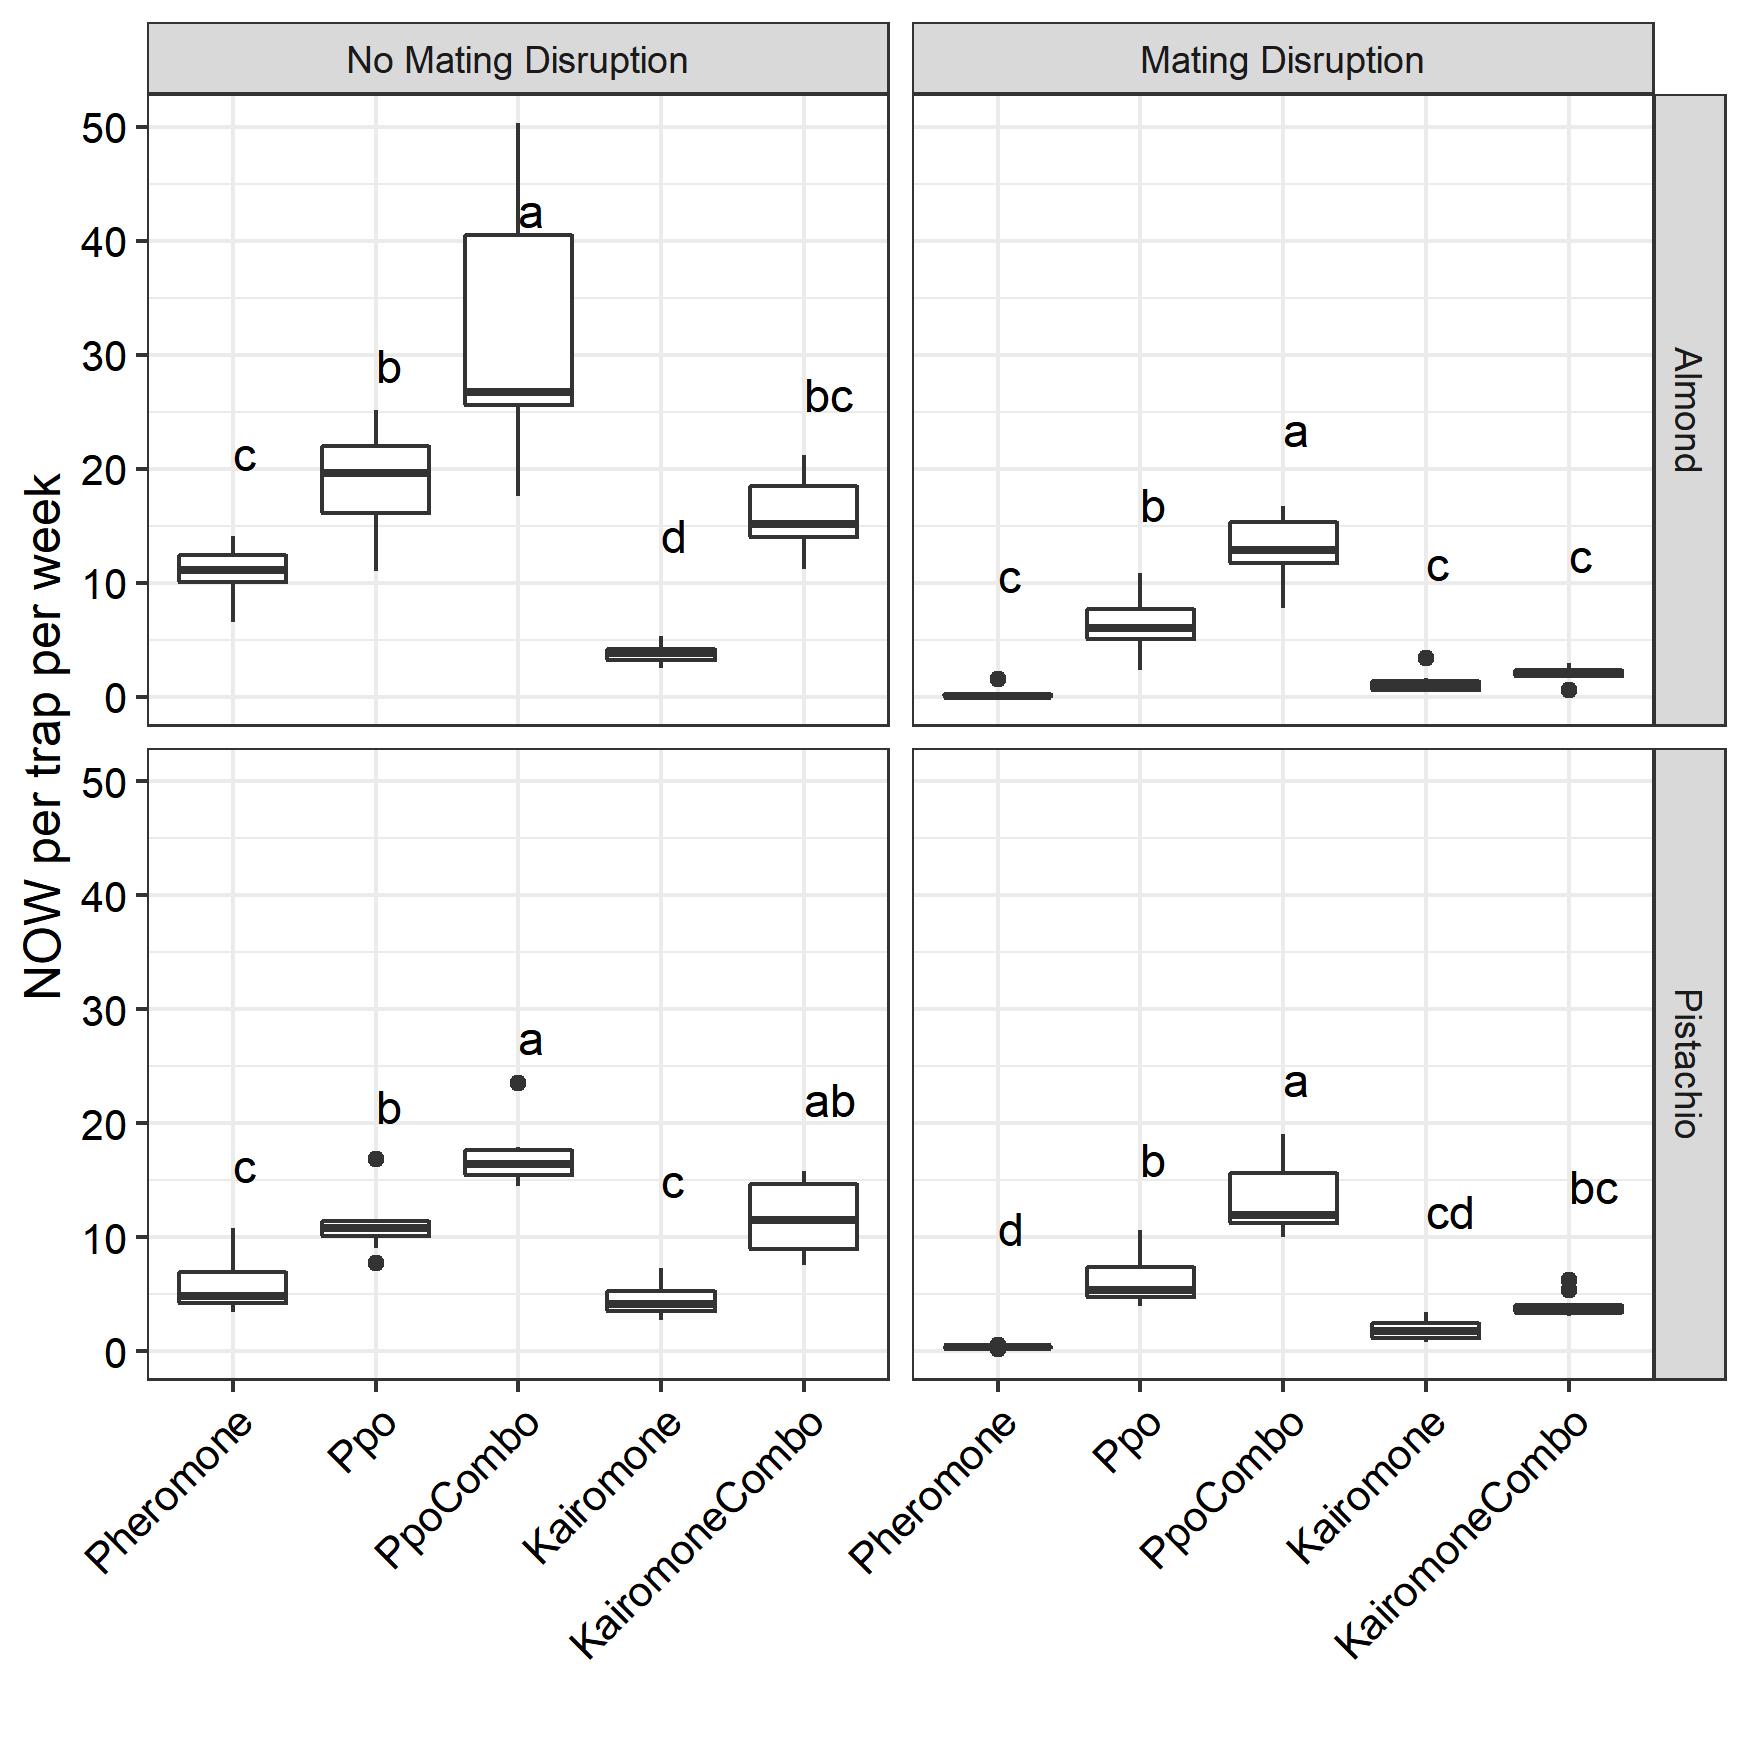 No Mating Disruption
Mating Disruption
NOW per trap per week
50
40
30
20
10
0
c
b
a
d
bc
c
b
a
c
c
Almond
50
40
30
20
10
0
c
b
a
c
ab
d
b
a
cd
bc
Pistachio
Pheromone
Ppo
PpoCombo
Kairomone
KairomoneCombo
Pheromone
Ppo
PpoCombo
Kairomone
KairomoneCombo